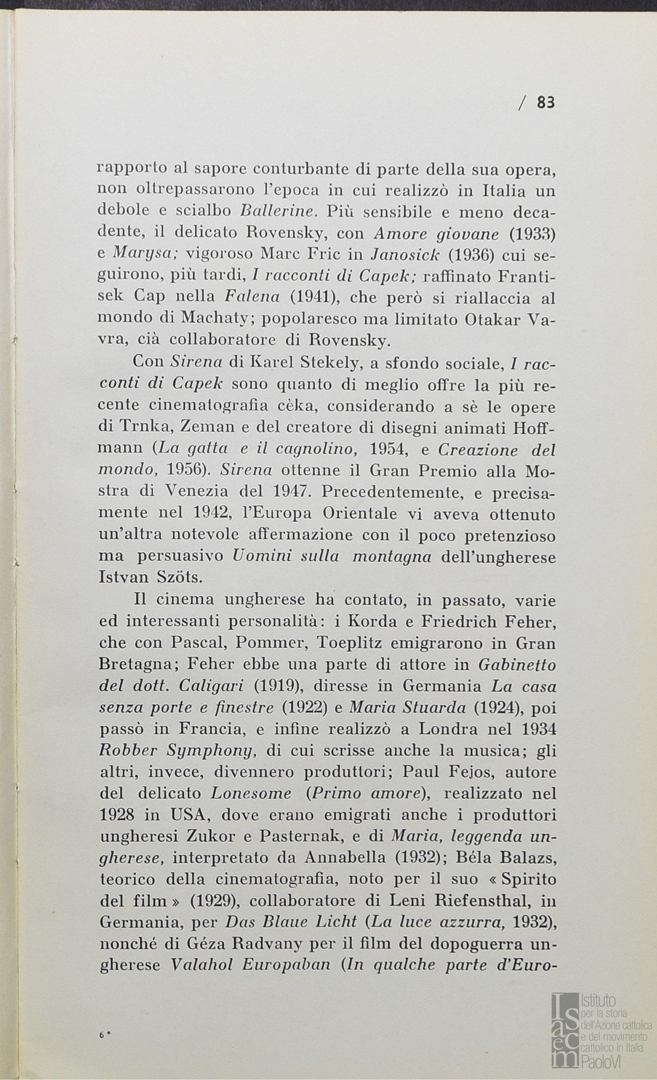 / 83
rapporto al sapore conturbante di parte della sua opera,
non oltrepassarono l'epoca in cui realizzò in Italia un
debole e scialbo Ballerine. Più sensibile e meno deca-
dente, il delicato Rovensky, con Amore giovane (1933)
e Marysa; vigoroso Marc Fric in Janosick (1936) cui se-
guirono, più tardi, I racconti di Capek; raffinato Franti-
sek Cap nella Falena (1941), che però si riallaccia al
mondo di Machaty; popolaresco ma limitato Otakar Va-
vra, cià collaboratore di Rovensky.
Con Sirena di Karel Stekely, a sfondo sociale, I rac-
conti di Capek sono quanto di meglio offre la più re-
cente cinematografia cèka, considerando a sè le opere
di Trnka, Zeman e del creatore di disegni animati Hoff-
mann (La gatta e il cagnolino, 1954, e Creazione del
mondo, 1956). Sirena ottenne il Gran Premio alla Mo-
stra di Venezia del 1947. Precedentemente, e precisa-
mente nel 1942, l'Europa Orientale vi aveva ottenuto
un'altra notevole affermazione con il poco pretenzioso
ma persuasivo Uomini sulla montagna dell'ungherese
Istvan Szöts.
Il cinema ungherese ha contato, in passato, varie
ed interessanti personalità: i Korda e Friedrich Feher,
che con Pascal, Pommer, Toeplitz emigrarono in Gran
Bretagna; Feher ebbe una parte di attore in Gabinetto
del dott. Caligari (1919), diresse in Germania La casa
senza porte e finestre (1922) e Maria Stuarda (1924), poi
passò in Francia, e infine realizzò a Londra nel 1934
Robber Symphony, di cui scrisse anche la musica; gli
altri, invece, divennero produttori; Paul Fejos, autore
del delicato Lonesome (Primo amore), realizzato nel
1928 in USA, dove erano emigrati anche i produttori
ungheresi Zukor e Pasternak, e di Maria, leggenda un-
gherese, interpretato da Annabella (1932); Béla Balazs,
teorico della cinematografia, noto per il suo « Spirito
del film » (1929), collaboratore di Leni Riefensthal, in
Germania, per Das Blaue Licht (La luce azzurra, 1932),
nonché di Géza Radvany per il film del dopoguerra un-
gherese Valahol Europaban (In qualche parte d'Euro-
6*
Isacem
Istituto
per la storia
dell'Azione cattolica
e del movimento
cattolico in Italia
PaoloVI